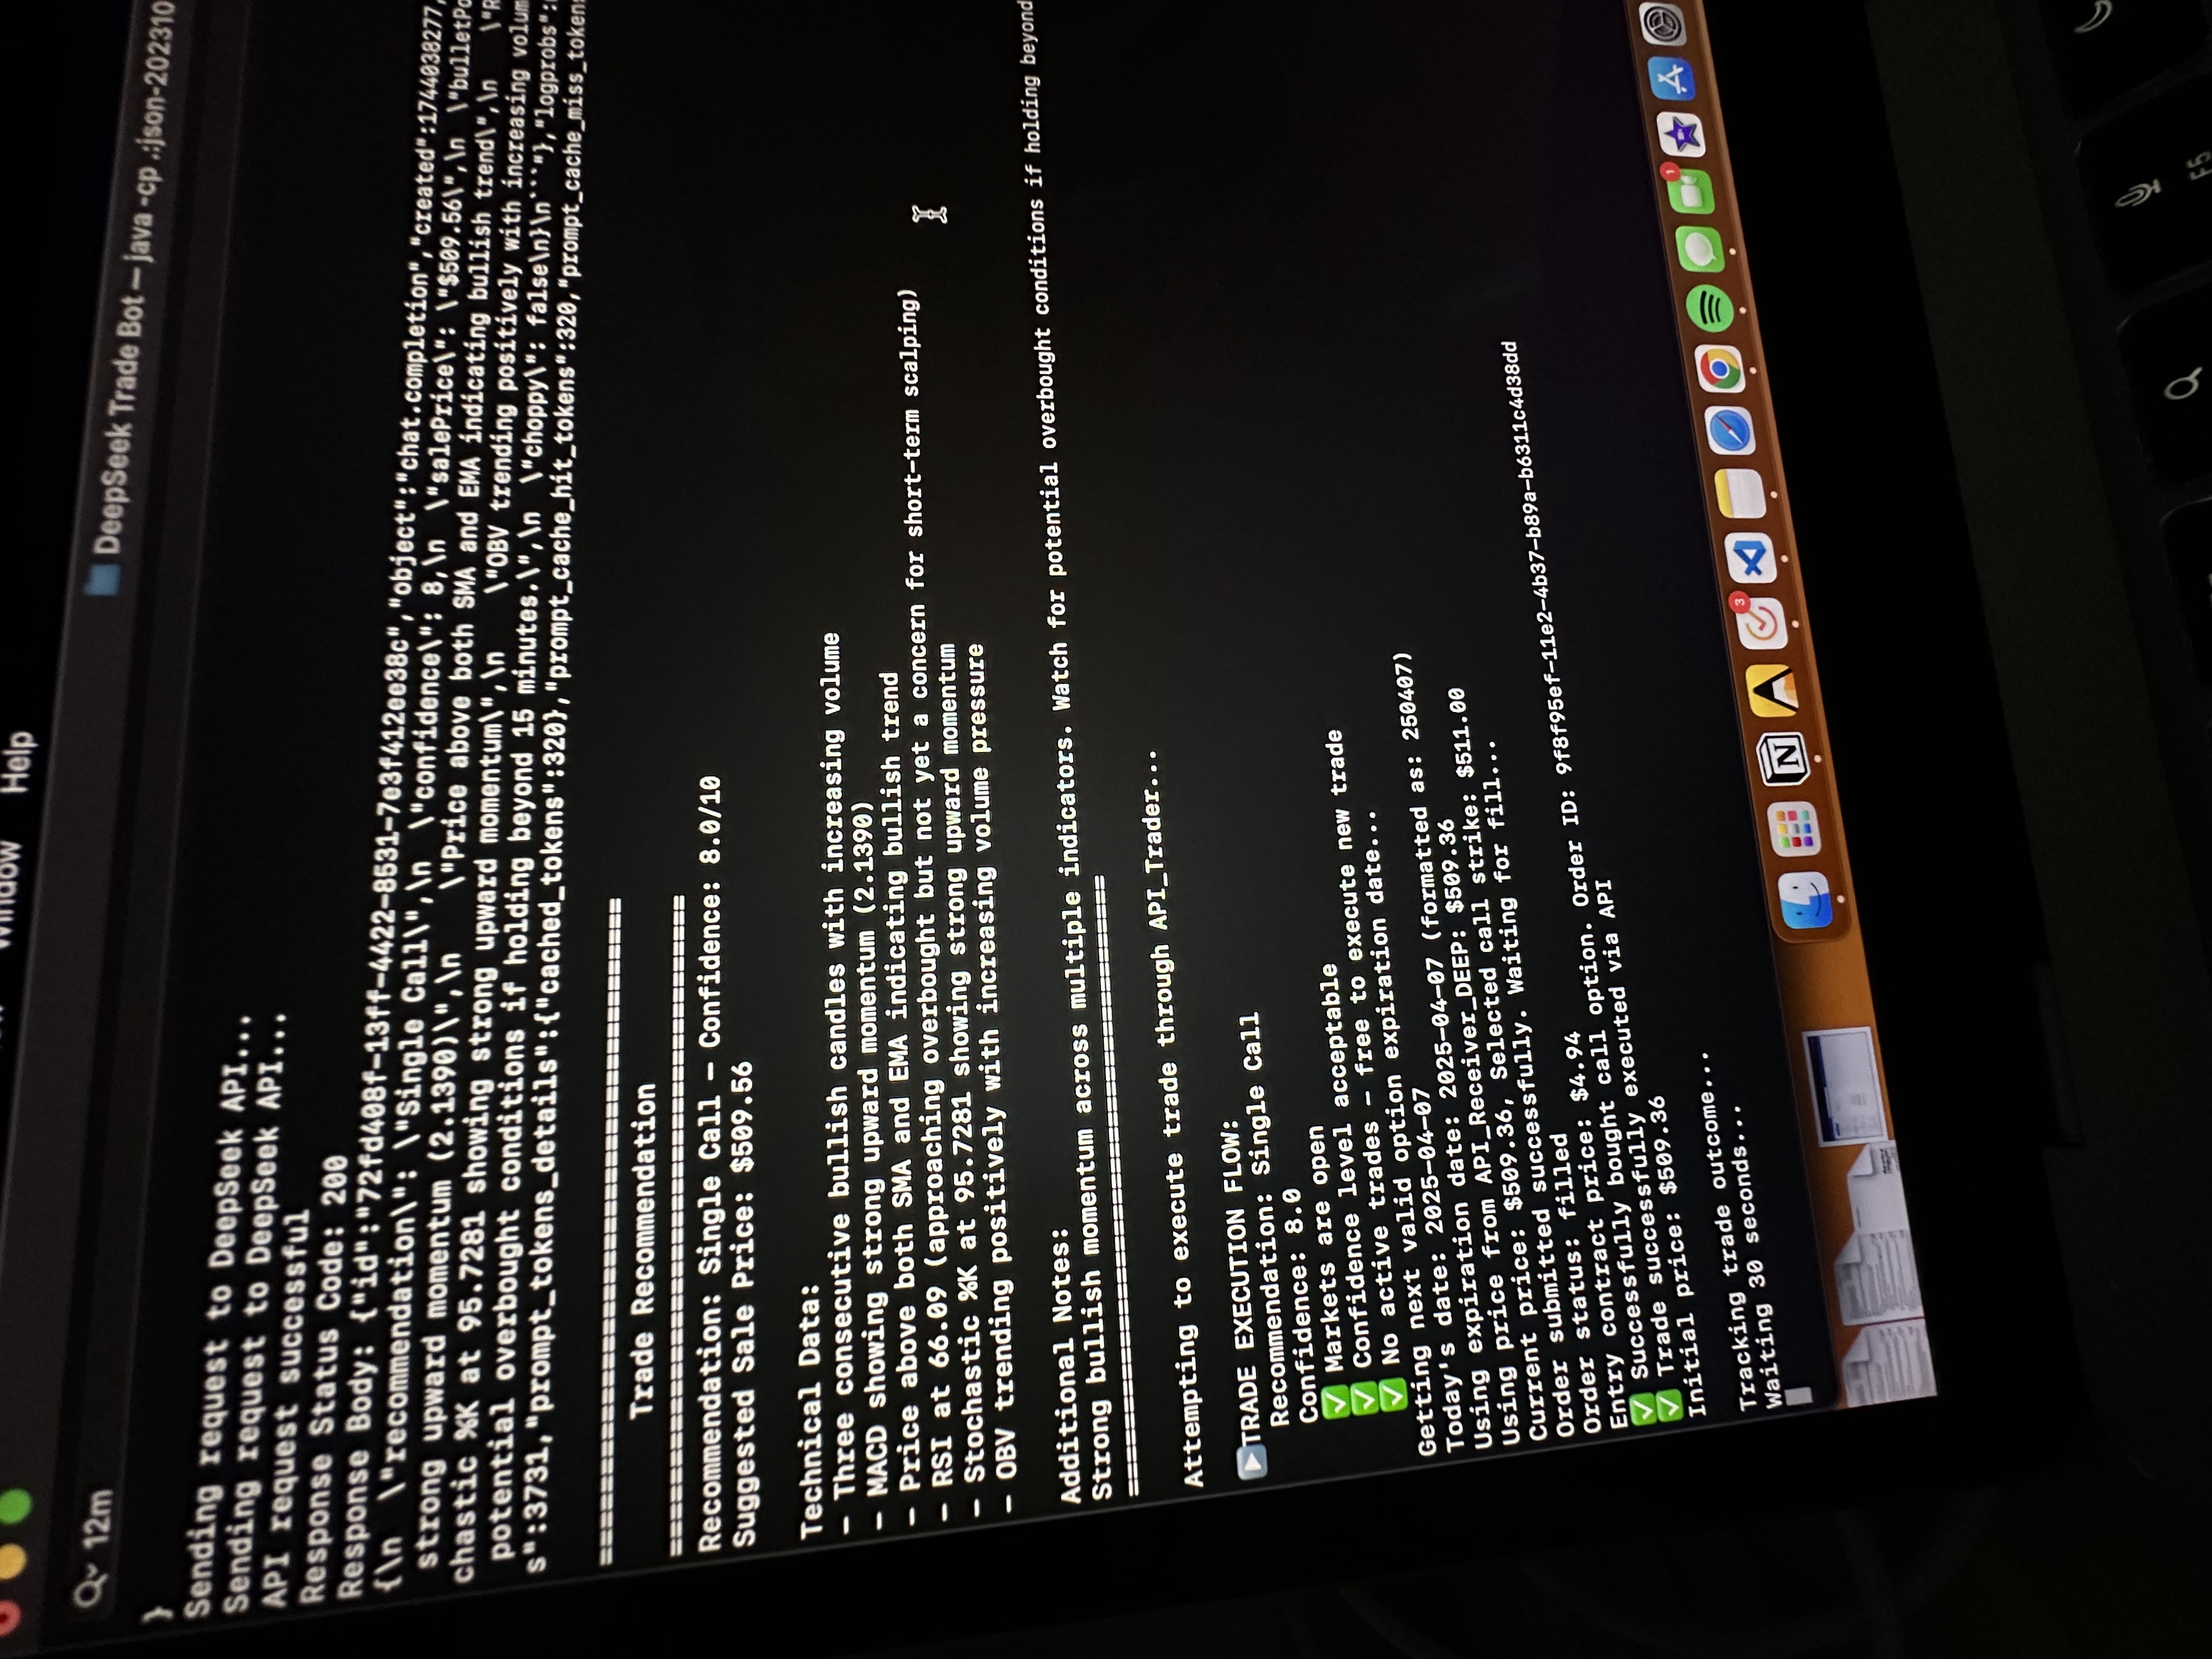 Window Help
12m
DeepSeek Trade Bot — java -cp .:json-202310
}
Sending request to DeepSeek API...
Sending request to DeepSeek API...
API request successful
Response Status Code: 200
Response Body: {"id":"72fd408f-13ff-4422-8531-7e3f412ee38c","object":"chat.completion","created":1744038277,
{\n  \"recommendation\": \"Single Call\",\n  \"confidence\": 8,\n  \"salePrice\": \"$509.56\",\n  \"bulletPo
strong upward momentum (2.1390)\",\n    \"Price above both SMA and EMA indicating bullish trend\",\n    \"R
chastic %K at 95.7281 showing strong upward momentum\",\n    \"OBV trending positively with increasing volum
potential overbought conditions if holding beyond 15 minutes.\",\n  \"choppy\": false\n}\n```"},"logprobs":
s":3731,"prompt_tokens_details":{"cached_tokens":320},"prompt_cache_hit_tokens":320,"prompt_cache_miss_token
========================================
Trade Recommendation
========================================
Recommendation: Single Call – Confidence: 8.0/10
Suggested Sale Price: $509.56
Technical Data:
– Three consecutive bullish candles with increasing volume
– MACD showing strong upward momentum (2.1390)
– Price above both SMA and EMA indicating bullish trend
– RSI at 66.09 (approaching overbought but not yet a concern for short-term scalping)
– Stochastic %K at 95.7281 showing strong upward momentum
– OBV trending positively with increasing volume pressure
Additional Notes:
Strong bullish momentum across multiple indicators. Watch for potential overbought conditions if holding beyond
========================================
Attempting to execute trade through API_Trader...
▶️TRADE EXECUTION FLOW:
Recommendation: Single Call
Confidence: 8.0
✅ Markets are open
✅ Confidence level acceptable
✅ No active trades – free to execute new trade
Getting next valid option expiration date...
Today's date: 2025-04-07
Using expiration date: 2025-04-07 (formatted as: 250407)
Using price from API_Receiver_DEEP: $509.36
Current price: $509.36, Selected call strike: $511.00
Order submitted successfully. Waiting for fill...
Order status: filled
Entry contract price: $4.94
✅ Successfully bought call option. Order ID: 9f8f95ef-11e2-4b37-b89a-b6311c4d38dd
✅ Trade successfully executed via API
Initial price: $509.36
Tracking trade outcome...
Waiting 30 seconds...
3
1
F5